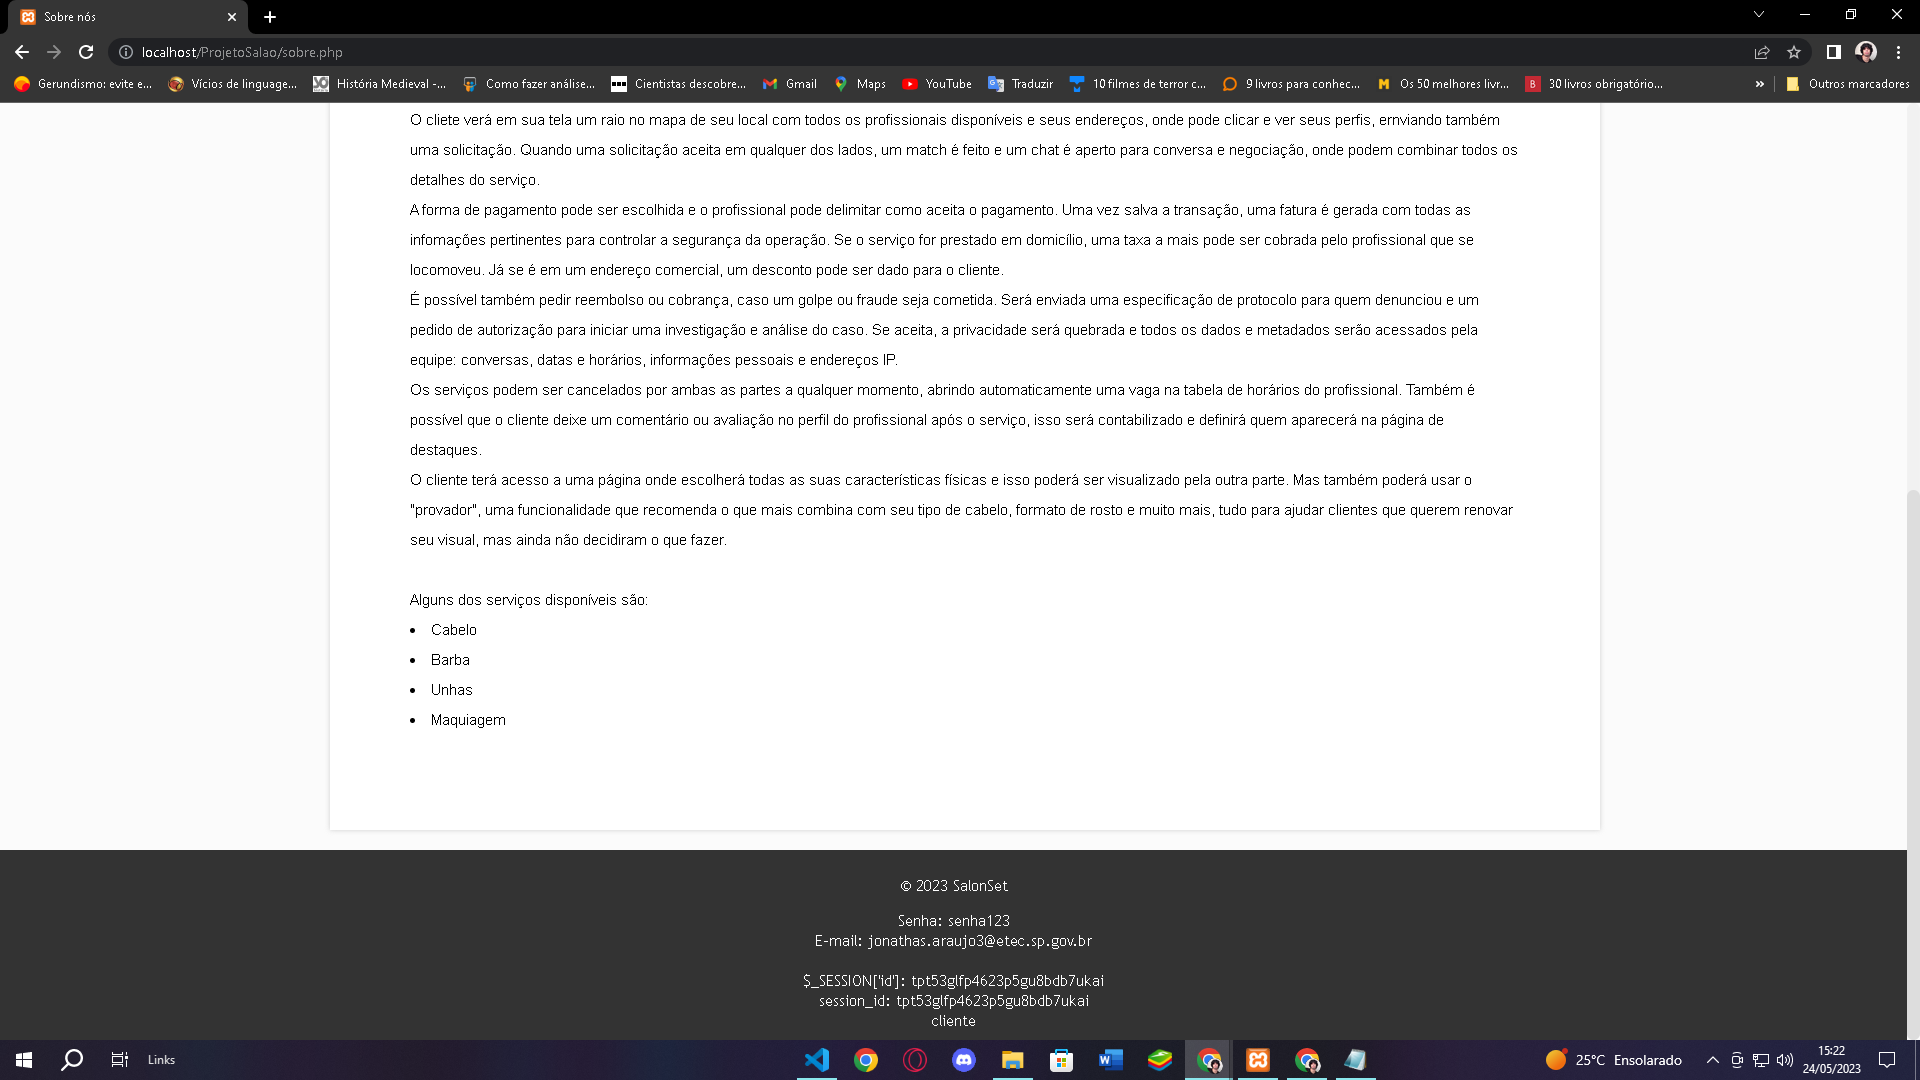 Sobre nós
localhost/ProjetoSalao/sobre.php
Gerundismo: evite e... Vícios de linguage... História Medieval -... Como fazer análise... Cientistas descobre... Gmail Maps YouTube Traduzir 10 filmes de terror c... 9 livros para conhec... Os 50 melhores livr... 30 livros obrigatório... » Outros marcadores
O cliete verá em sua tela um raio no mapa de seu local com todos os profissionais disponíveis e seus endereços, onde pode clicar e ver seus perfis, ernviando também
uma solicitação. Quando uma solicitação aceita em qualquer dos lados, um match é feito e um chat é aperto para conversa e negociação, onde podem combinar todos os
detalhes do serviço.
A forma de pagamento pode ser escolhida e o profissional pode delimitar como aceita o pagamento. Uma vez salva a transação, uma fatura é gerada com todas as
infomações pertinentes para controlar a segurança da operação. Se o serviço for prestado em domicílio, uma taxa a mais pode ser cobrada pelo profissional que se
locomoveu. Já se é em um endereço comercial, um desconto pode ser dado para o cliente.
É possível também pedir reembolso ou cobrança, caso um golpe ou fraude seja cometida. Será enviada uma especificação de protocolo para quem denunciou e um
pedido de autorização para iniciar uma investigação e análise do caso. Se aceita, a privacidade será quebrada e todos os dados e metadados serão acessados pela
equipe: conversas, datas e horários, informações pessoais e endereços IP.
Os serviços podem ser cancelados por ambas as partes a qualquer momento, abrindo automaticamente uma vaga na tabela de horários do profissional. Também é
possível que o cliente deixe um comentário ou avaliação no perfil do profissional após o serviço, isso será contabilizado e definirá quem aparecerá na página de
destaques.
O cliente terá acesso a uma página onde escolherá todas as suas características físicas e isso poderá ser visualizado pela outra parte. Mas também poderá usar o
"provador", uma funcionalidade que recomenda o que mais combina com seu tipo de cabelo, formato de rosto e muito mais, tudo para ajudar clientes que querem renovar
seu visual, mas ainda não decidiram o que fazer.
Alguns dos serviços disponíveis são:
• Cabelo
• Barba
• Unhas
• Maquiagem
© 2023 SalonSet
Senha: senha123
E-mail: jonathas.araujo3@etec.sp.gov.br
$_SESSION['id']: tpt53glfp4623p5gu8bdb7ukai
session_id: tpt53glfp4623p5gu8bdb7ukai
cliente
Links 25°C Ensolarado 15:22
24/05/2023